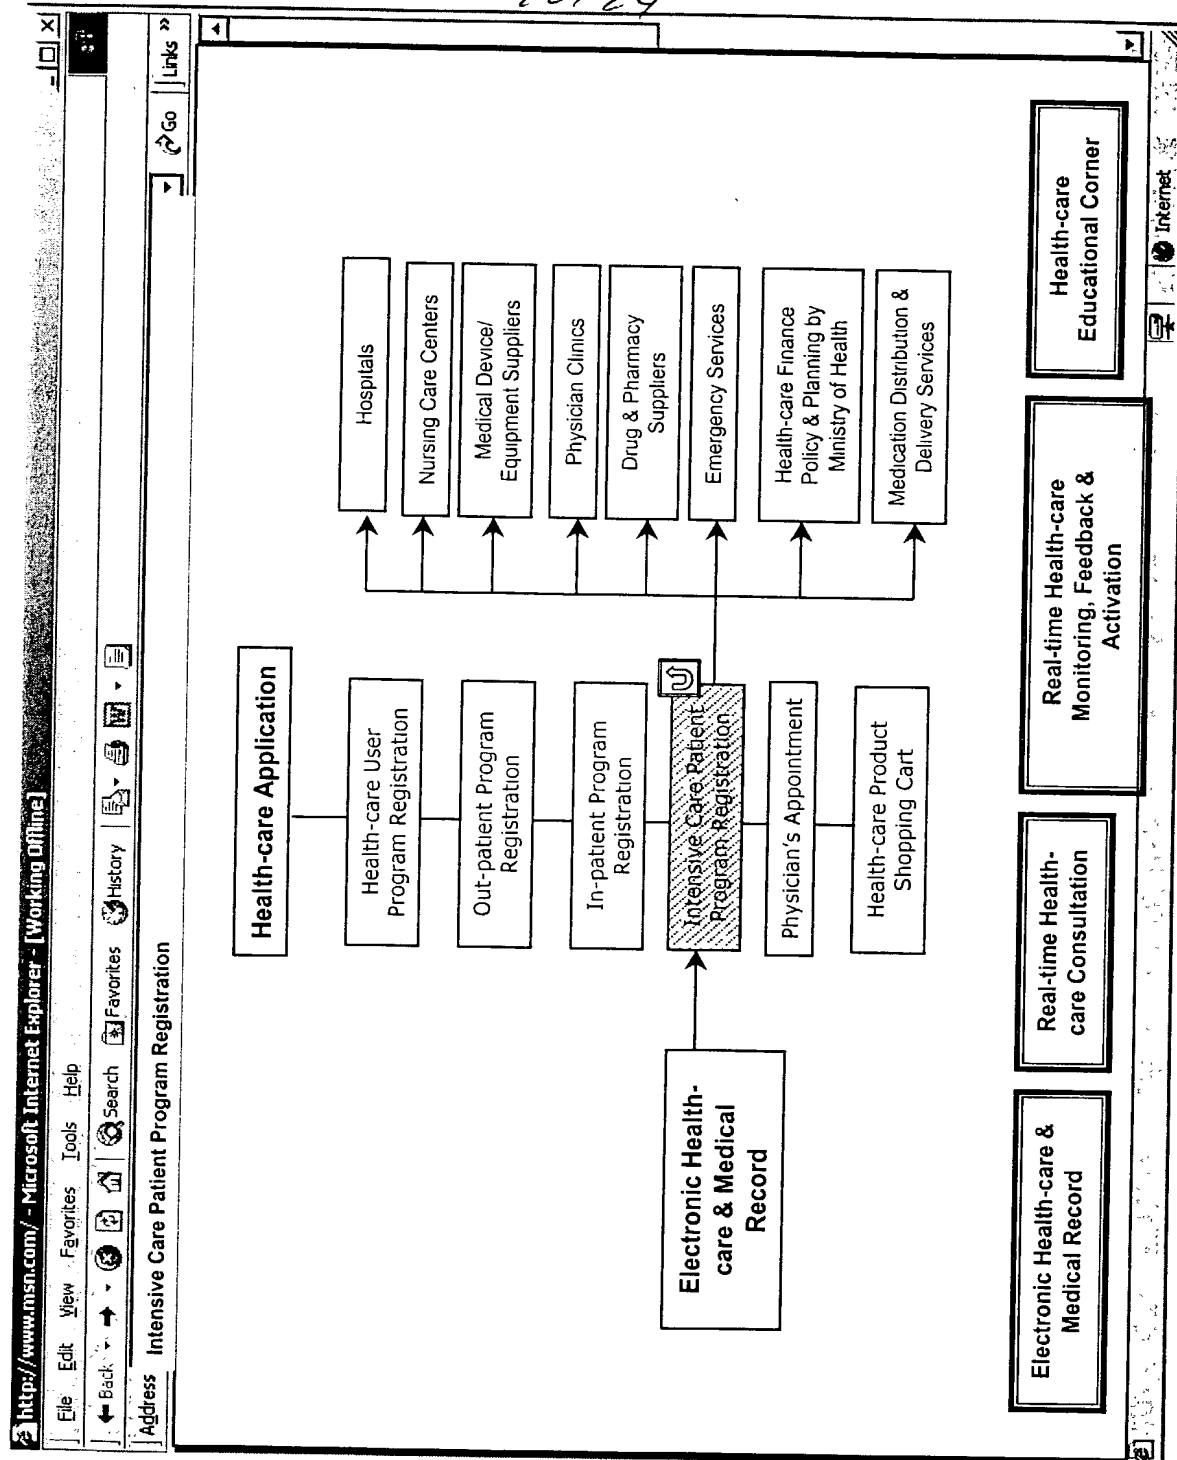 http://www.msn.com/ - Microsoft Internet Explorer - [Working Offline]
File Edit View Favorites Tools Help
Back Search Favorites History
Address Intensive Care Patient Program Registration Go Links »
Health-care Application
Health-care User
Program Registration
Out-patient Program
Registration
In-patient Program
Registration
Intensive Care Patient
Program Registration
Physician's Appointment
Health-care Product
Shopping Cart
Electronic Health-
care & Medical
Record
Hospitals
Nursing Care Centers
Medical Device/
Equipment Suppliers
Physician Clinics
Drug & Pharmacy
Suppliers
Emergency Services
Health-care Finance
Policy & Planning by
Ministry of Health
Medication Distribution &
Delivery Services
Electronic Health-care &
Medical Record
Real-time Health-
care Consultation
Real-time Health-care
Monitoring, Feedback &
Activation
Health-care
Educational Corner
Internet